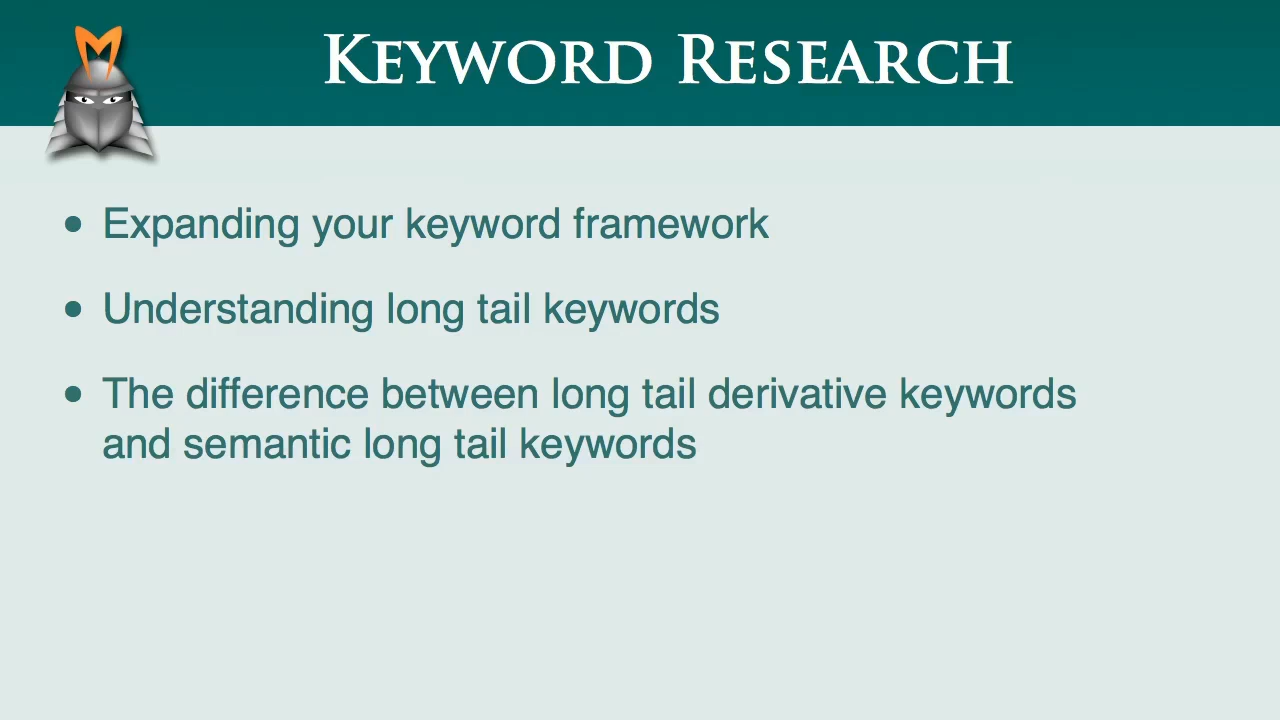 Keyword Research
• Expanding your keyword framework
• Understanding long tail keywords
• The difference between long tail derivative keywords
and semantic long tail keywords